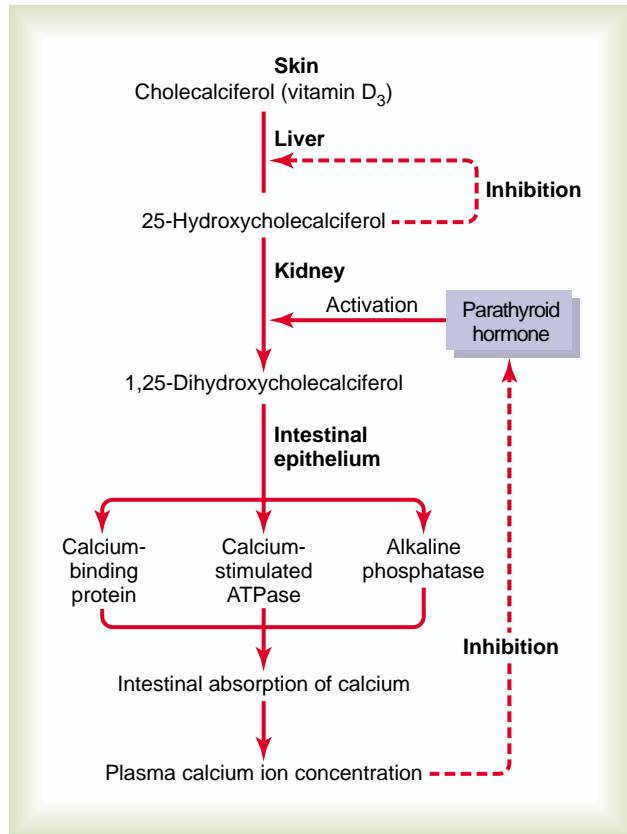 Skin
Cholecalciferol (vitamin D3)
Liver
Inhibition
25-Hydroxycholecalciferol
Kidney
Activation
Parathyroid
hormone
1,25-Dihydroxycholecalciferol
Intestinal
epithelium
Calcium-
binding
protein
Calcium-
stimulated
ATPase
Alkaline
phosphatase
Inhibition
Intestinal absorption of calcium
Plasma calcium ion concentration